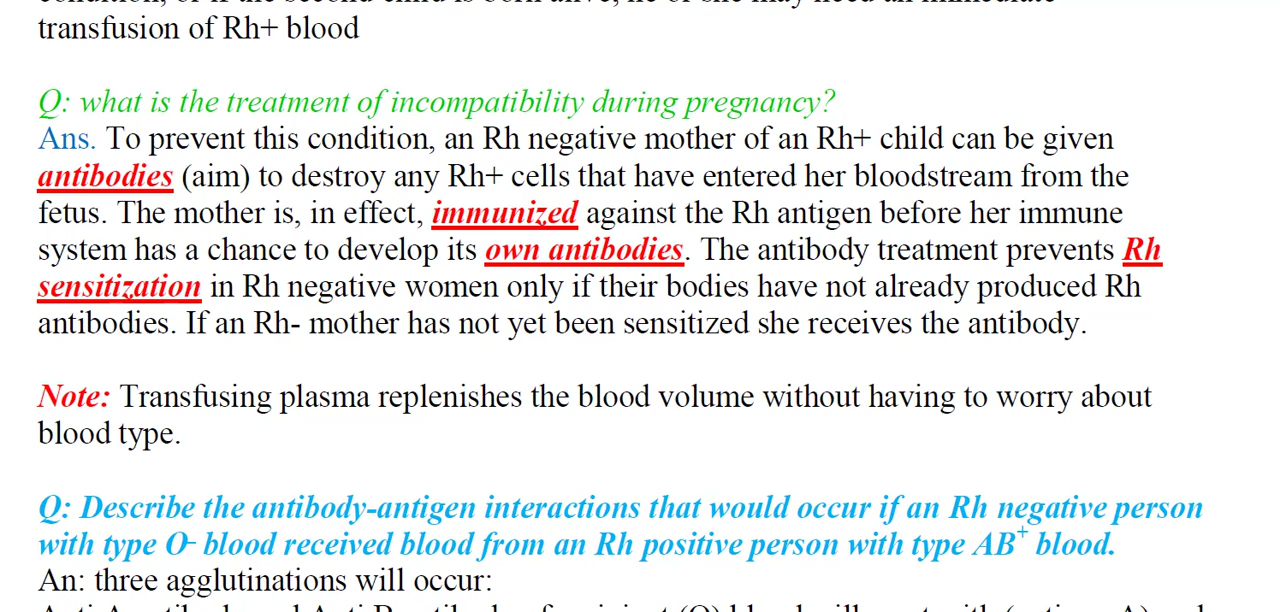 transfusion of Rh+ blood
Q: what is the treatment of incompatibility during pregnancy?
Ans. To prevent this condition, an Rh negative mother of an Rh+ child can be given
antibodies (aim) to destroy any Rh+ cells that have entered her bloodstream from the
fetus. The mother is, in effect, immunized against the Rh antigen before her immune
system has a chance to develop its own antibodies. The antibody treatment prevents Rh
sensitization in Rh negative women only if their bodies have not already produced Rh
antibodies. If an Rh- mother has not yet been sensitized she receives the antibody.
Note: Transfusing plasma replenishes the blood volume without having to worry about
blood type.
Q: Describe the antibody-antigen interactions that would occur if an Rh negative person
with type O- blood received blood from an Rh positive person with type AB+ blood.
An: three agglutinations will occur: